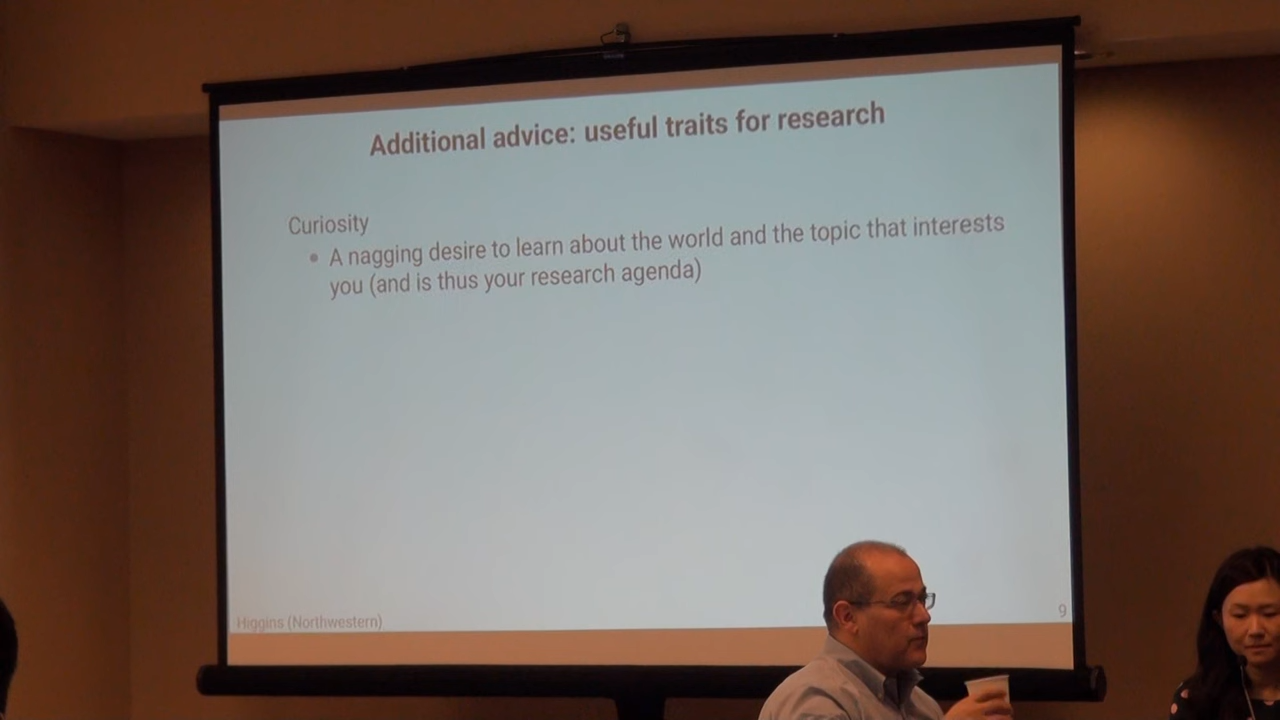 Additional advice: useful traits for research
Curiosity
• A nagging desire to learn about the world and the topic that interests
you (and is thus your research agenda)
Higgins (Northwestern)
9